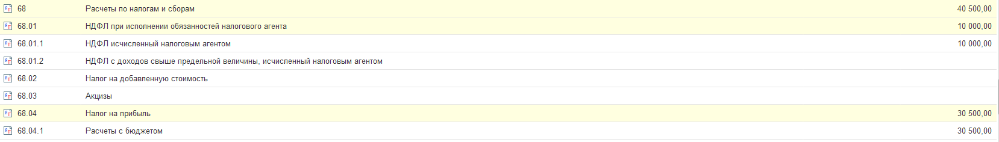 68 Расчеты по налогам и сборам 40 500,00
68.01 НДФЛ при исполнении обязанностей налогового агента 10 000,00
68.01.1 НДФЛ исчисленный налоговым агентом 10 000,00
68.01.2 НДФЛ с доходов свыше предельной величины, исчисленный налоговым агентом
68.02 Налог на добавленную стоимость
68.03 Акцизы
68.04 Налог на прибыль 30 500,00
68.04.1 Расчеты с бюджетом 30 500,00